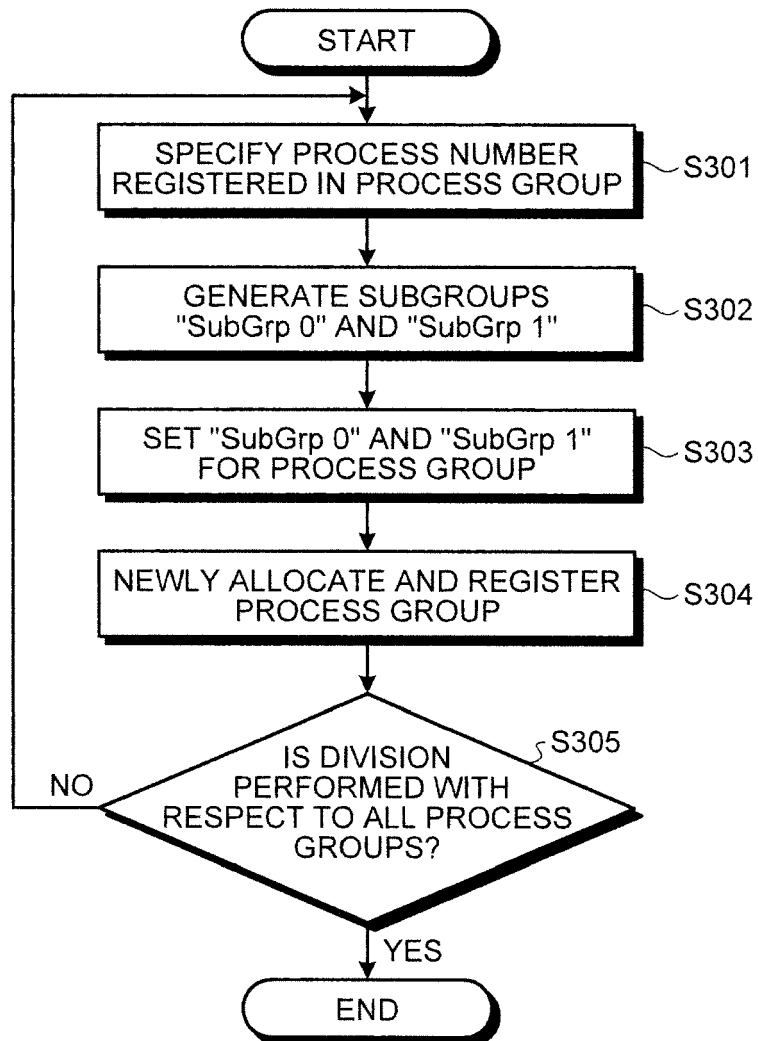 START
SPECIFY PROCESS NUMBER
REGISTERED IN PROCESS GROUP
S301
GENERATE SUBGROUPS
"SubGrp 0" AND "SubGrp 1"
S302
SET "SubGrp 0" AND "SubGrp 1"
FOR PROCESS GROUP
S303
NEWLY ALLOCATE AND REGISTER
PROCESS GROUP
S304
S305
IS DIVISION
PERFORMED WITH
RESPECT TO ALL PROCESS
GROUPS?
NO
YES
END